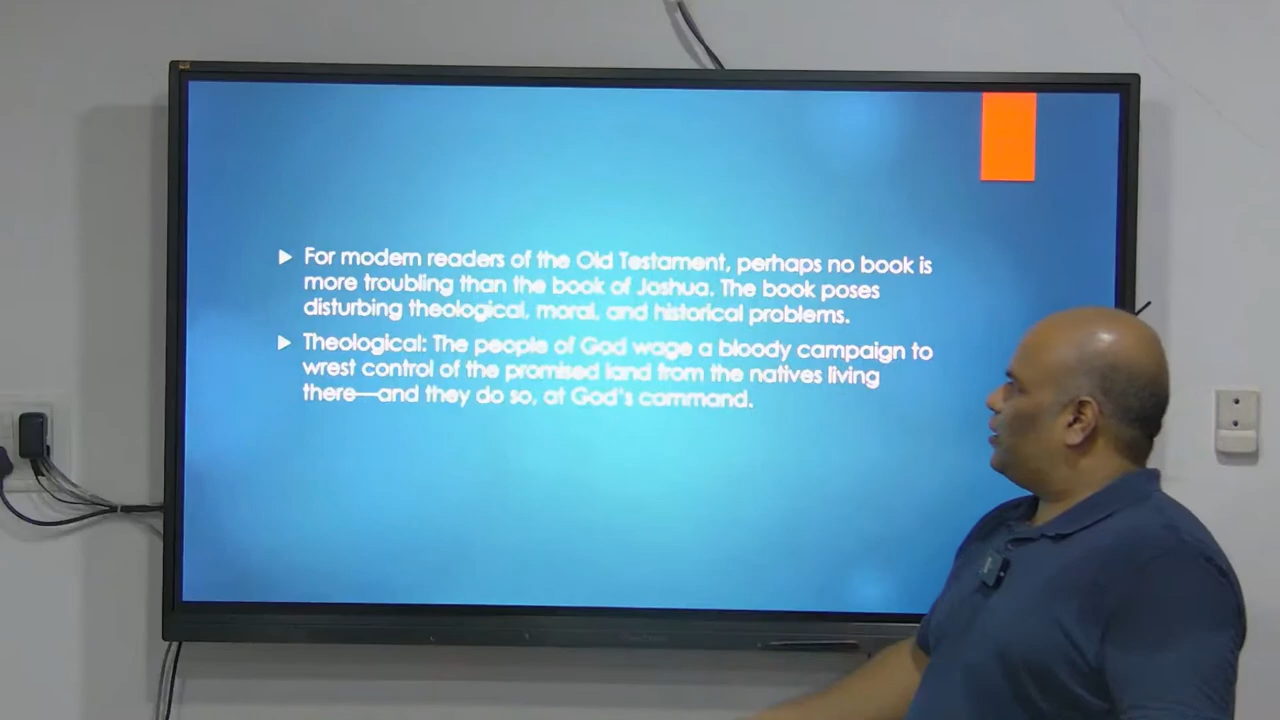 For modern readers of the Old Testament, perhaps no book is
more troubling than the book of Joshua. The book poses
disturbing theological, moral, and historical problems.
Theological: The people of God wage a bloody campaign to
wrest control of the promised land from the natives living
there—and they do so, at God's command.